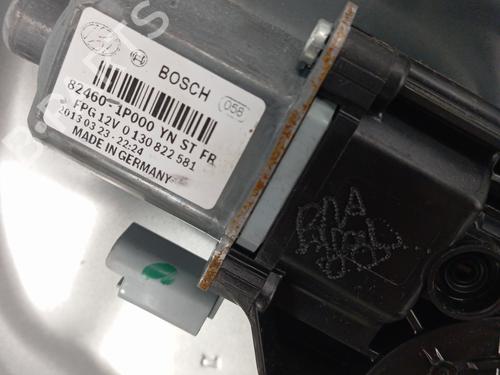 BOSCH
056
82460-1P000 YN ST FR
FPG 12V 0 130 822 581
2013 03 23 - 22:24
MADE IN GERMANY